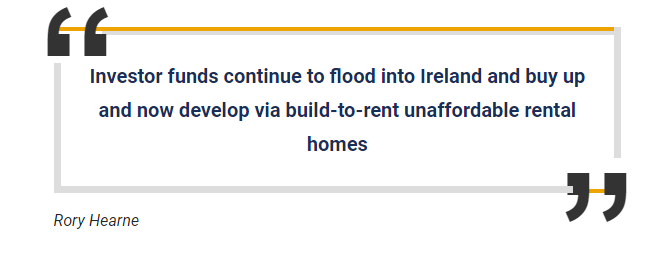 Investor funds continue to flood into Ireland and buy up
and now develop via build-to-rent unaffordable rental
homes
Rory Hearne